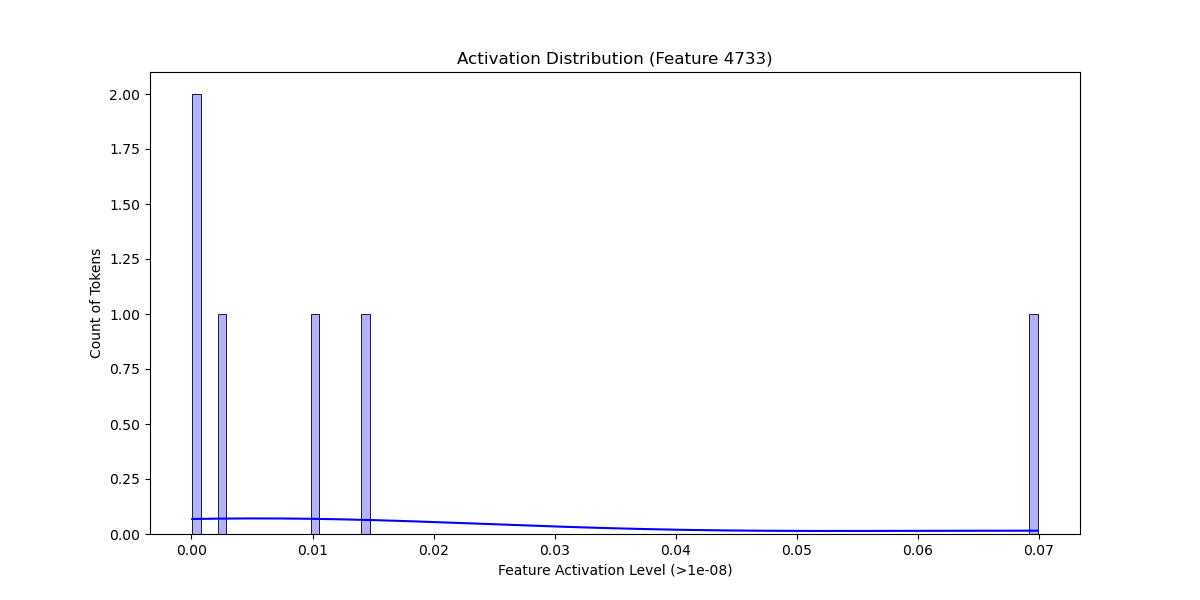 Activation Distribution (Feature 4733)
2.00
1.75
1.50
1.25
1.00
0.75
0.50
0.25
0.00
Count of Tokens
0.00 0.01 0.02 0.03 0.04 0.05 0.06 0.07
Feature Activation Level (>1e-08)